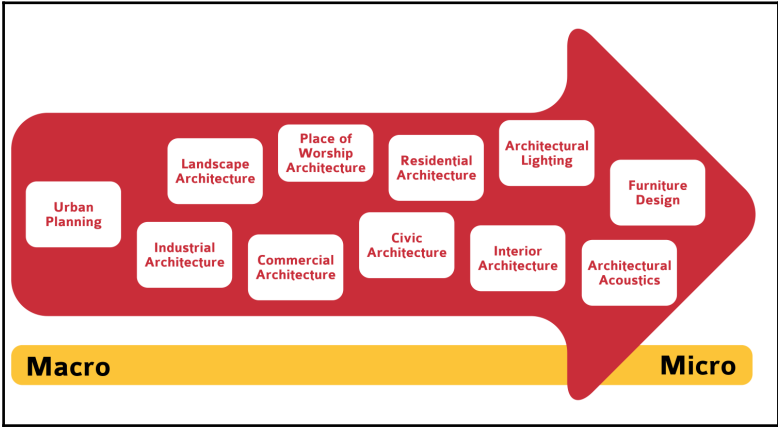 Urban
Planning
Landscape
Architecture
Industrial
Architecture
Place of
Worship
Architecture
Commercial
Architecture
Residential
Architecture
Civic
Architecture
Architectural
Lighting
Interior
Architecture
Furniture
Design
Architectural
Acoustics
Macro
Micro